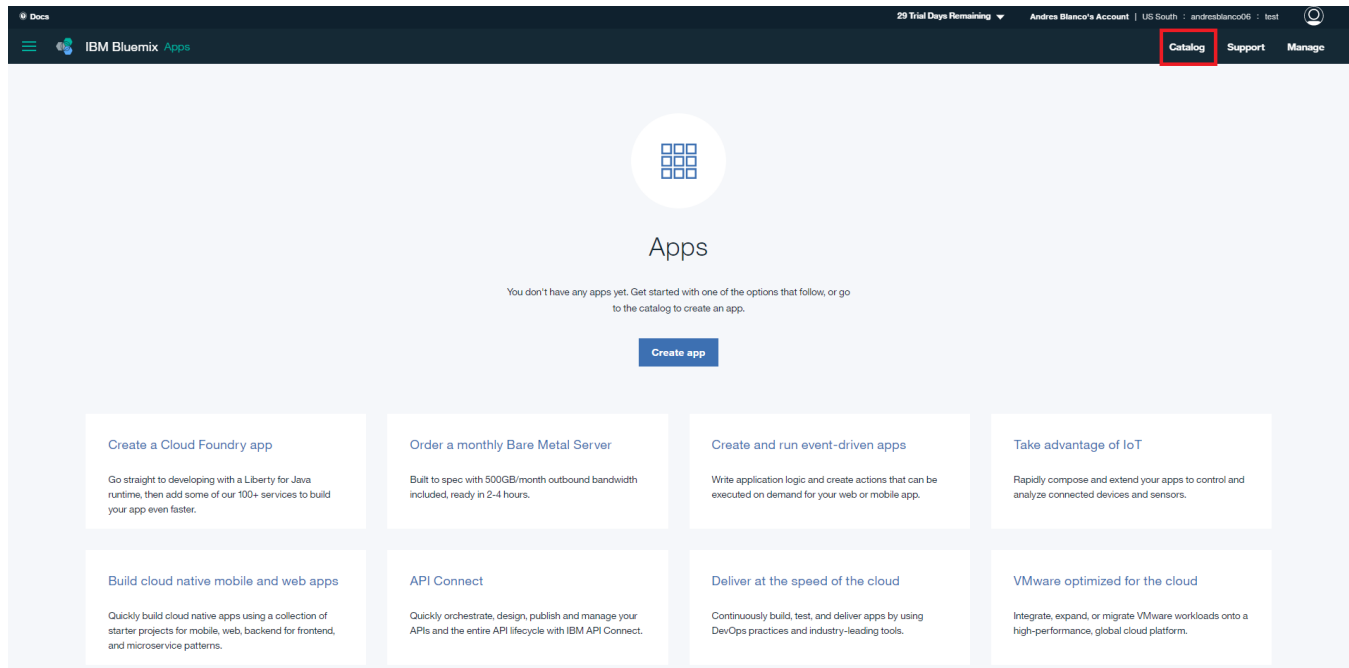 Docs
29 Trial Days Remaining
Andres Blanco's Account | US South : andresblanco06 : test
IBM Bluemix Apps
Catalog
Support
Manage
Apps
You don't have any apps yet. Get started with one of the options that follow, or go
to the catalog to create an app.
Create app
Create a Cloud Foundry app
Go straight to developing with a Liberty for Java
runtime, then add some of our 100+ services to build
your app even faster.
Order a monthly Bare Metal Server
Built to spec with 500GB/month outbound bandwidth
included, ready in 2-4 hours.
Create and run event-driven apps
Write application logic and create actions that can be
executed on demand for your web or mobile app.
Take advantage of IoT
Rapidly compose and extend your apps to control and
analyze connected devices and sensors.
Build cloud native mobile and web apps
Quickly build cloud native apps using a collection of
starter projects for mobile, web, backend for frontend,
and microservice patterns.
API Connect
Quickly orchestrate, design, publish and manage your
APIs and the entire API lifecycle with IBM API Connect.
Deliver at the speed of the cloud
Continuously build, test, and deliver apps by using
DevOps practices and industry-leading tools.
VMware optimized for the cloud
Integrate, expand, or migrate VMware workloads onto a
high-performance, global cloud platform.